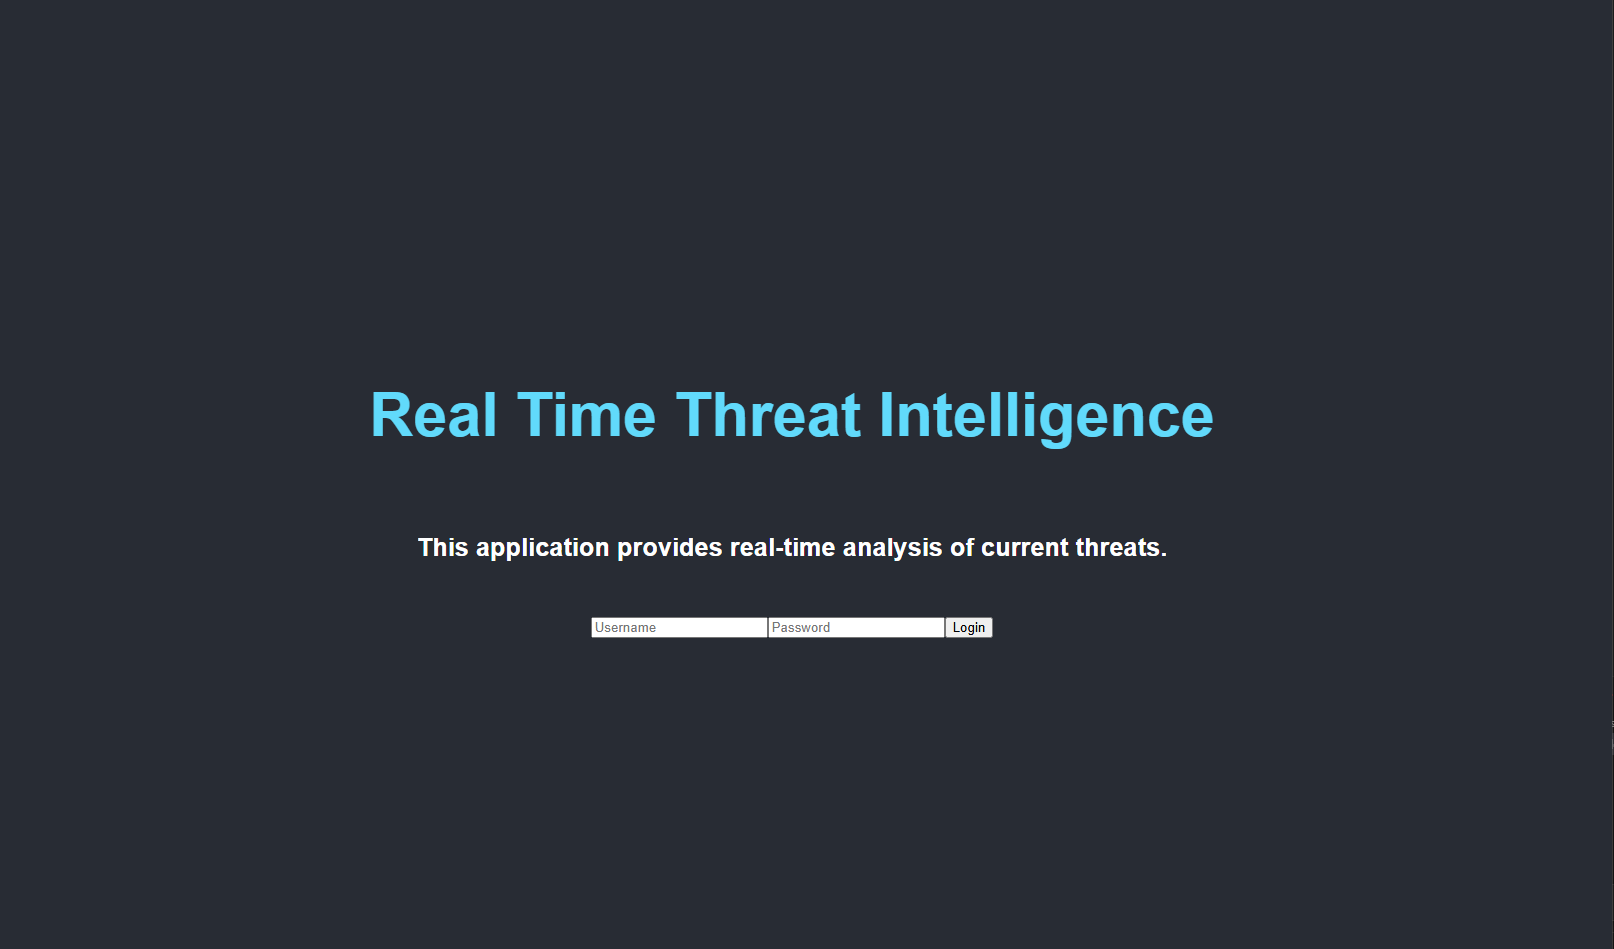 Real Time Threat Intelligence
This application provides real-time analysis of current threats.
Username Password Login